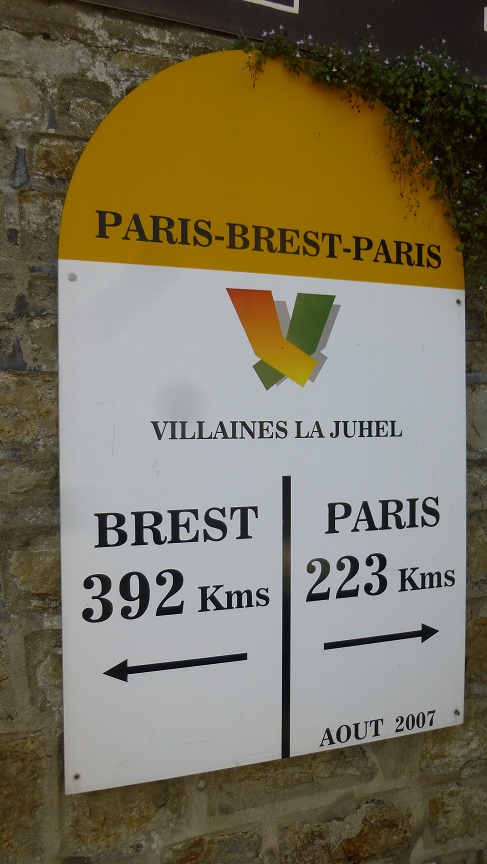 PARIS-BREST-PARIS
VILLAINES LA JUHEL
BREST
392 Kms
PARIS
223 Kms
AOUT 2007